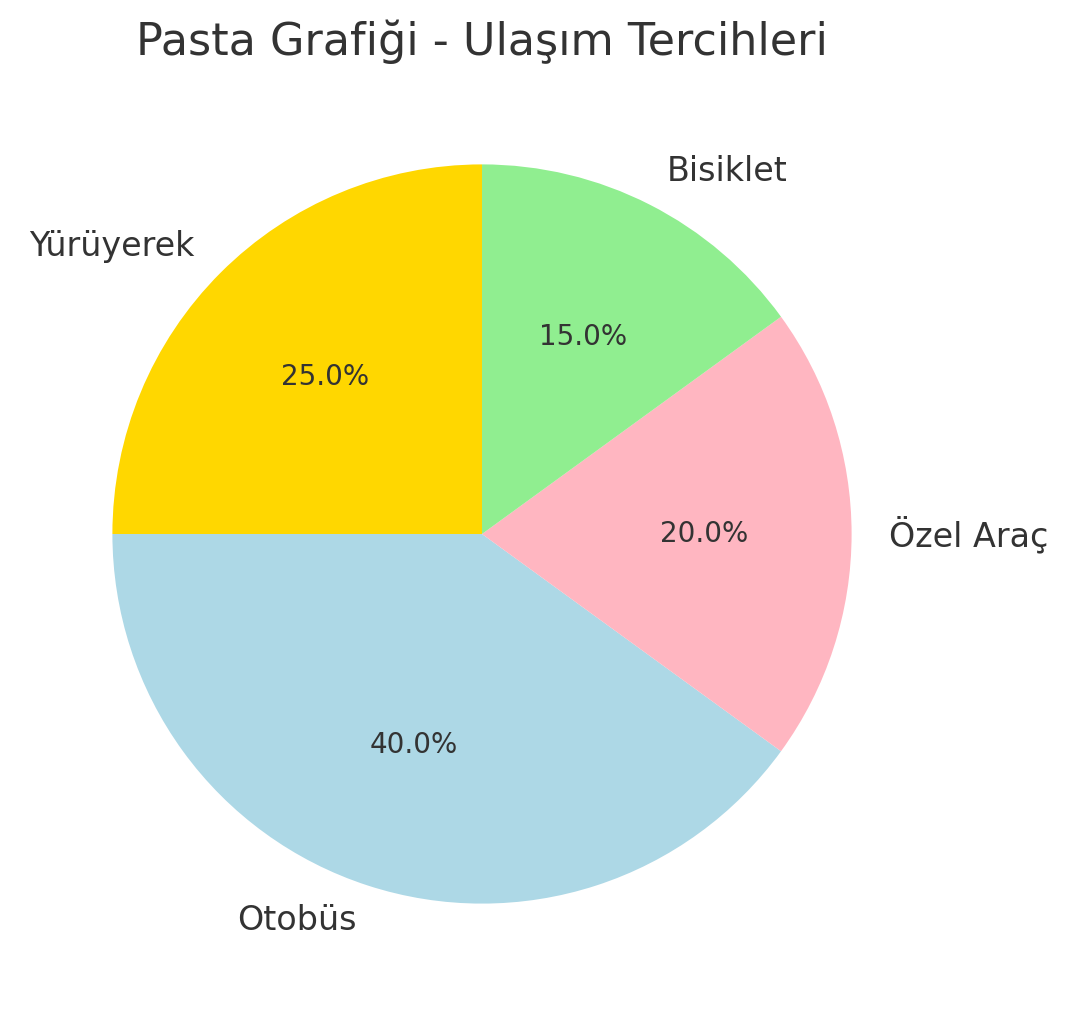 Pasta Grafiği - Ulaşım Tercihleri
Bisiklet
Yürüyerek
15.0%
25.0%
20.0%
Özel Araç
40.0%
Otobüs